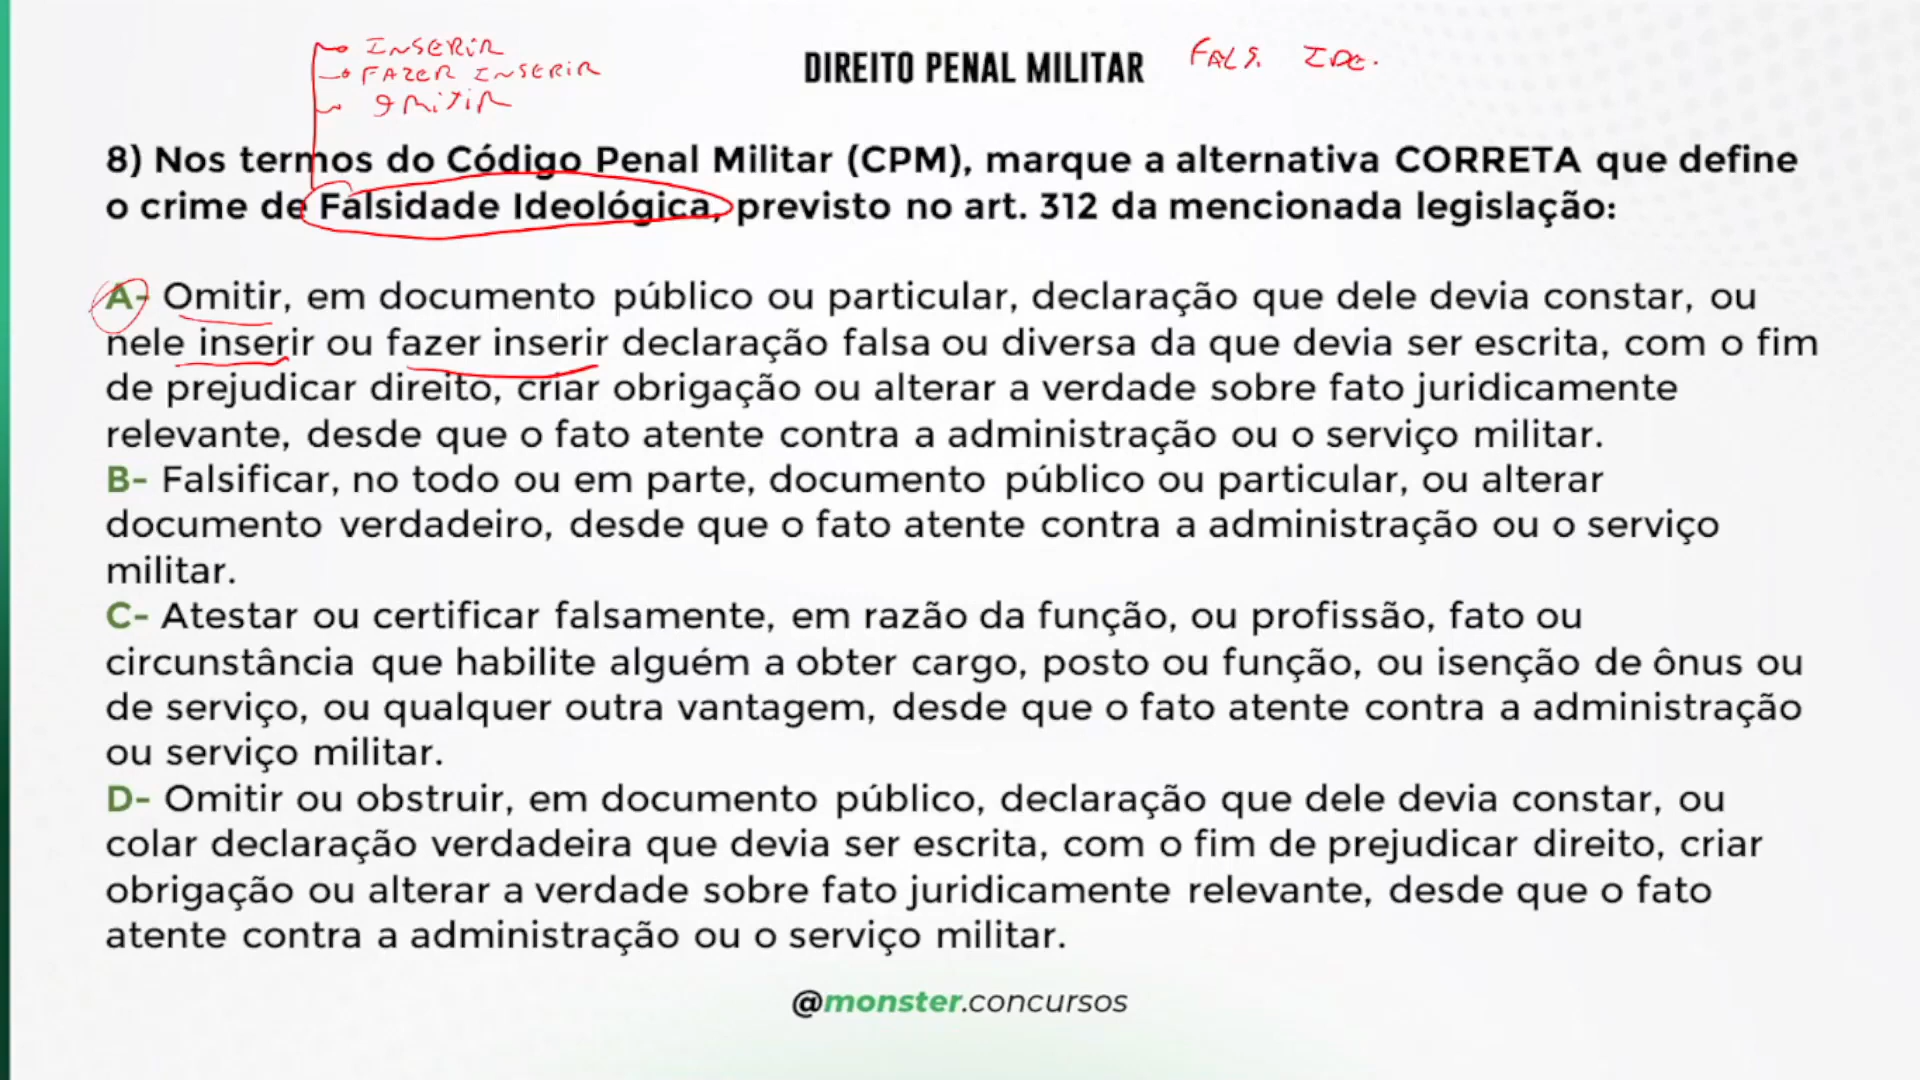 INSERIR
FAZER INSERIR
OMITIR
DIREITO PENAL MILITAR
FALS. IDE.
8) Nos termos do Código Penal Militar (CPM), marque a alternativa CORRETA que define
o crime de Falsidade Ideológica, previsto no art. 312 da mencionada legislação:
A- Omitir, em documento público ou particular, declaração que dele devia constar, ou
nele inserir ou fazer inserir declaração falsa ou diversa da que devia ser escrita, com o fim
de prejudicar direito, criar obrigação ou alterar a verdade sobre fato juridicamente
relevante, desde que o fato atente contra a administração ou o serviço militar.
B- Falsificar, no todo ou em parte, documento público ou particular, ou alterar
documento verdadeiro, desde que o fato atente contra a administração ou o serviço
militar.
C- Atestar ou certificar falsamente, em razão da função, ou profissão, fato ou
circunstância que habilite alguém a obter cargo, posto ou função, ou isenção de ônus ou
de serviço, ou qualquer outra vantagem, desde que o fato atente contra a administração
ou serviço militar.
D- Omitir ou obstruir, em documento público, declaração que dele devia constar, ou
colar declaração verdadeira que devia ser escrita, com o fim de prejudicar direito, criar
obrigação ou alterar a verdade sobre fato juridicamente relevante, desde que o fato
atente contra a administração ou o serviço militar.
@monster.concursos